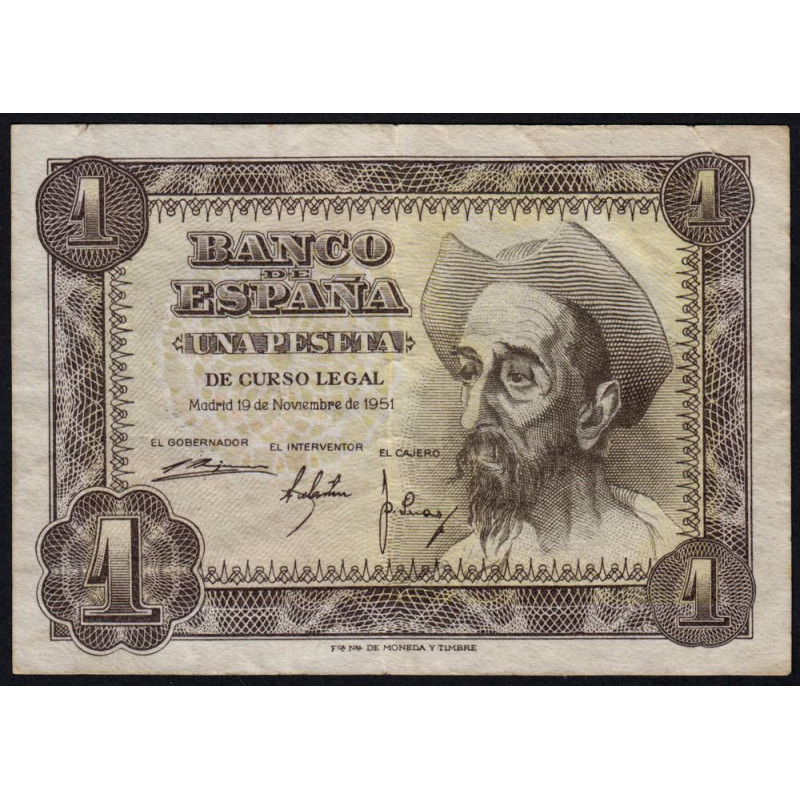 1
1
BANCO
DE
ESPAÑA
UNA PESETA
DE CURSO LEGAL
Madrid 19 de Noviembre de 1951
EL GOBERNADOR EL INTERVENTOR EL CAJERO
1
1
Fca Nal DE MONEDA Y TIMBRE